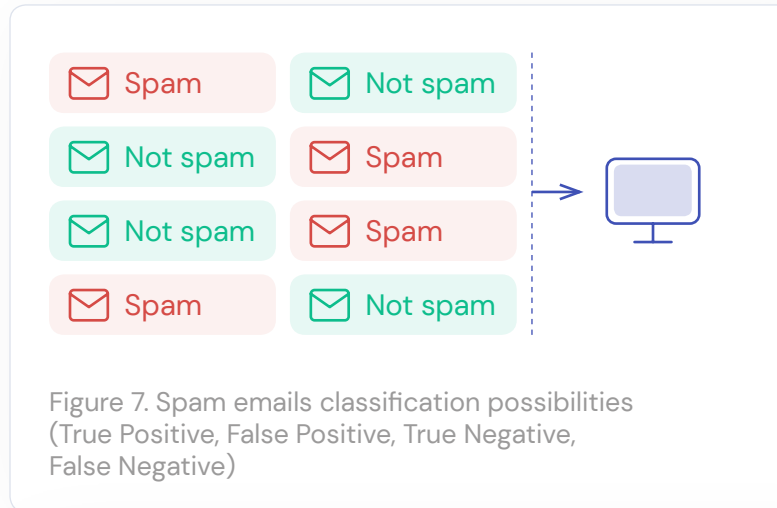 Spam Not spam
Not spam Spam
Not spam Spam
Spam Not spam
Figure 7. Spam emails classification possibilities
(True Positive, False Positive, True Negative,
False Negative)